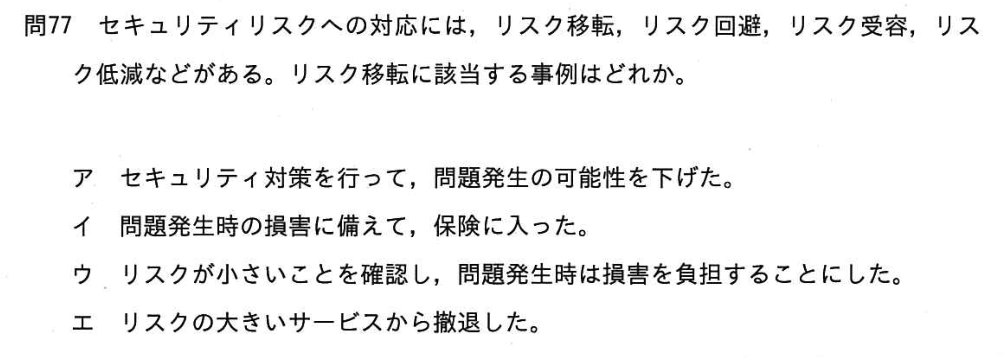 問77 セキュリティリスクへの対応には，リスク移転，リスク回避，リスク受容，リス
ク低減などがある。リスク移転に該当する事例はどれか。
ア セキュリティ対策を行って，問題発生の可能性を下げた。
イ 問題発生時の損害に備えて，保険に入った。
ウ リスクが小さいことを確認し，問題発生時は損害を負担することにした。
エ リスクの大きいサービスから撤退した。